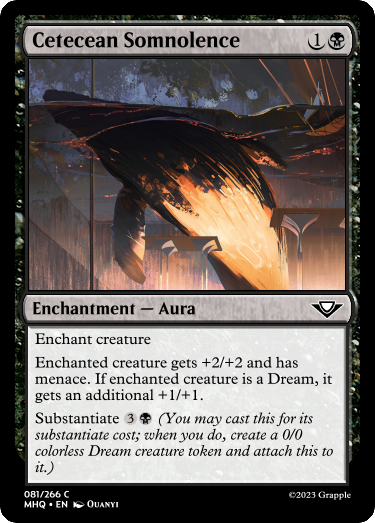 Cetecean Somnolence 1
Enchantment — Aura
Enchant creature
Enchanted creature gets +2/+2 and has
menace. If enchanted creature is a Dream, it
gets an additional +1/+1.
Substantiate 3 (You may cast this for its
substantiate cost; when you do, create a 0/0
colorless Dream creature token and attach this to
it.)
081/266 C
MHQ • EN Quanyi
©2023 Grapple